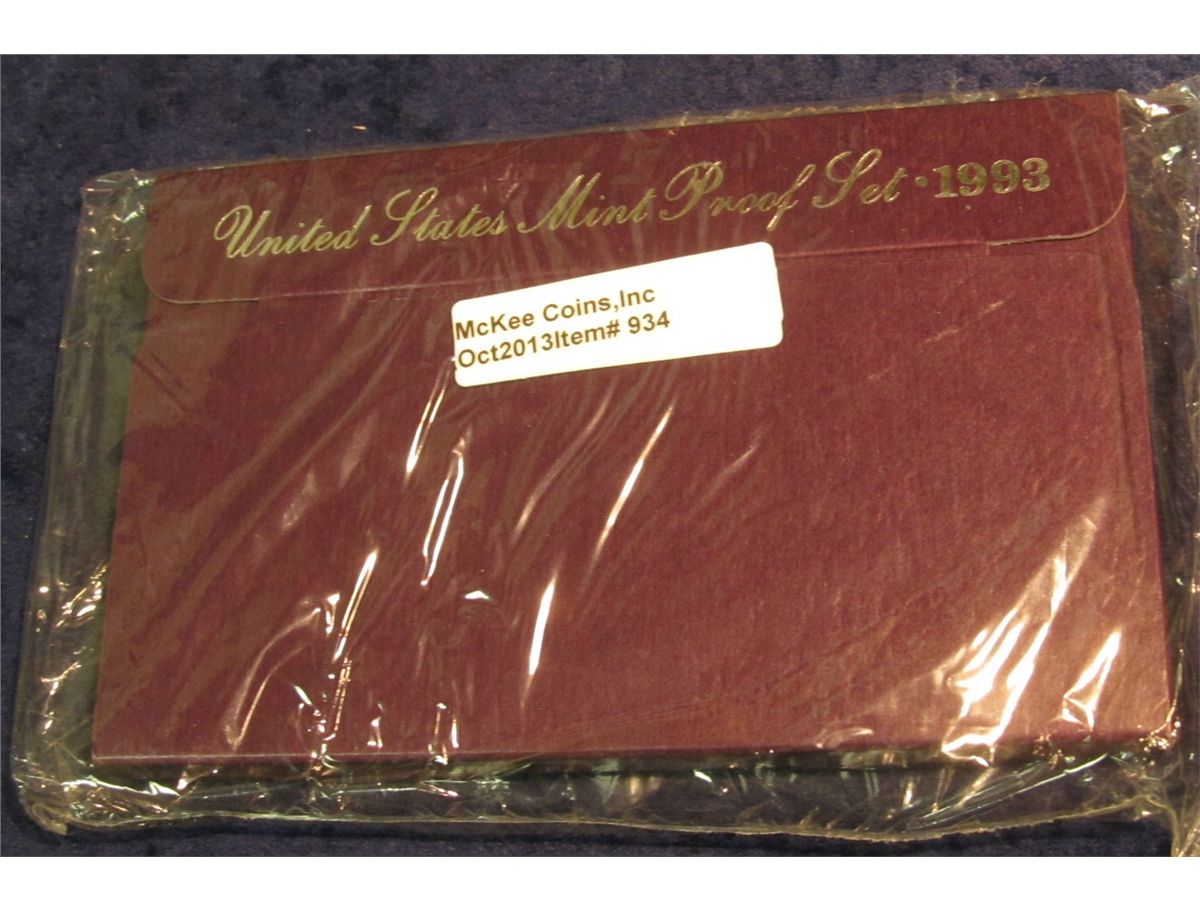 United States Mint Proof Set · 1993
McKee Coins,Inc
Oct2013Item# 934